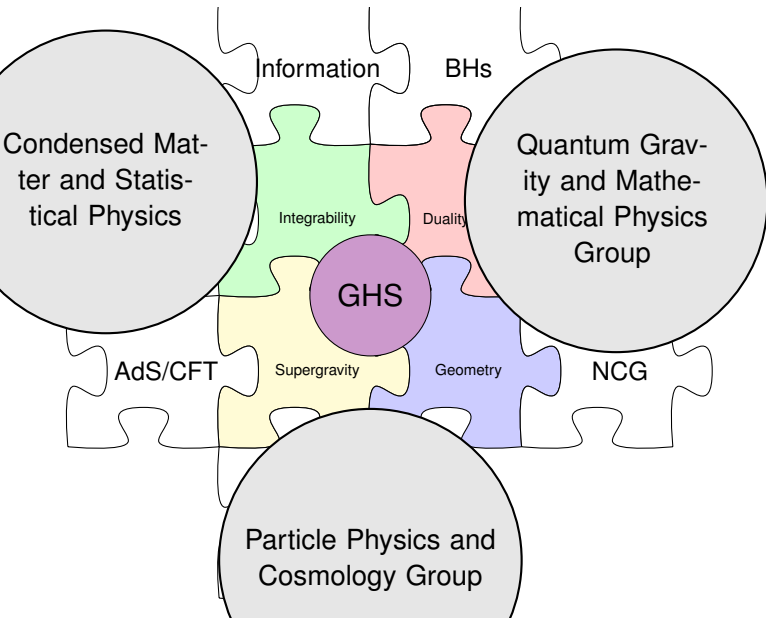 Information
BHs
Condensed Mat-
ter and Statis-
tical Physics
Quantum Grav-
ity and Mathe-
matical Physics
Group
Integrability
Duality
GHS
AdS/CFT
Supergravity
Geometry
NCG
Particle Physics and
Cosmology Group